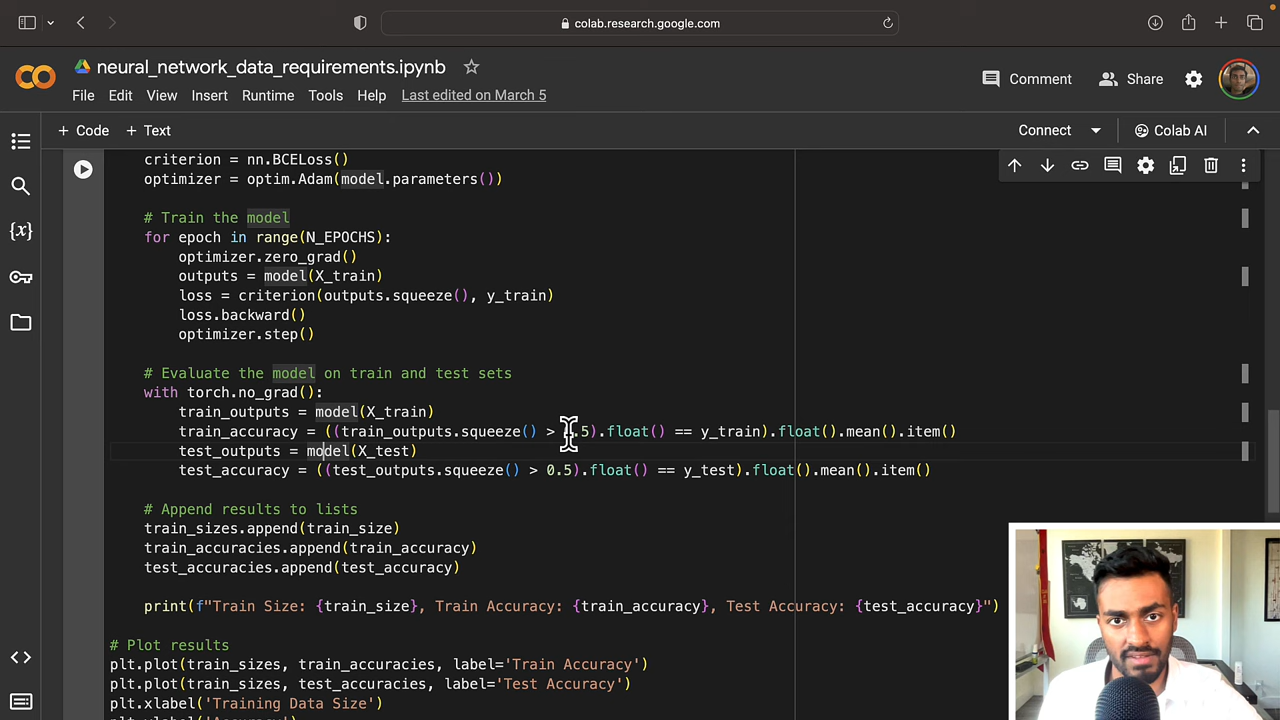 colab.research.google.com
neural_network_data_requirements.ipynb
Comment
Share
File Edit View Insert Runtime Tools Help Last edited on March 5
+ Code + Text
Connect
Colab AI
criterion = nn.BCELoss()
optimizer = optim.Adam(model.parameters())
# Train the model
for epoch in range(N_EPOCHS):
optimizer.zero_grad()
outputs = model(X_train)
loss = criterion(outputs.squeeze(), y_train)
loss.backward()
optimizer.step()
# Evaluate the model on train and test sets
with torch.no_grad():
train_outputs = model(X_train)
train_accuracy = ((train_outputs.squeeze() > .5).float() == y_train).float().mean().item()
test_outputs = model(X_test)
test_accuracy = ((test_outputs.squeeze() > 0.5).float() == y_test).float().mean().item()
# Append results to lists
train_sizes.append(train_size)
train_accuracies.append(train_accuracy)
test_accuracies.append(test_accuracy)
print(f"Train Size: {train_size}, Train Accuracy: {train_accuracy}, Test Accuracy: {test_accuracy}")
# Plot results
plt.plot(train_sizes, train_accuracies, label='Train Accuracy')
plt.plot(train_sizes, test_accuracies, label='Test Accuracy')
plt.xlabel('Training Data Size')